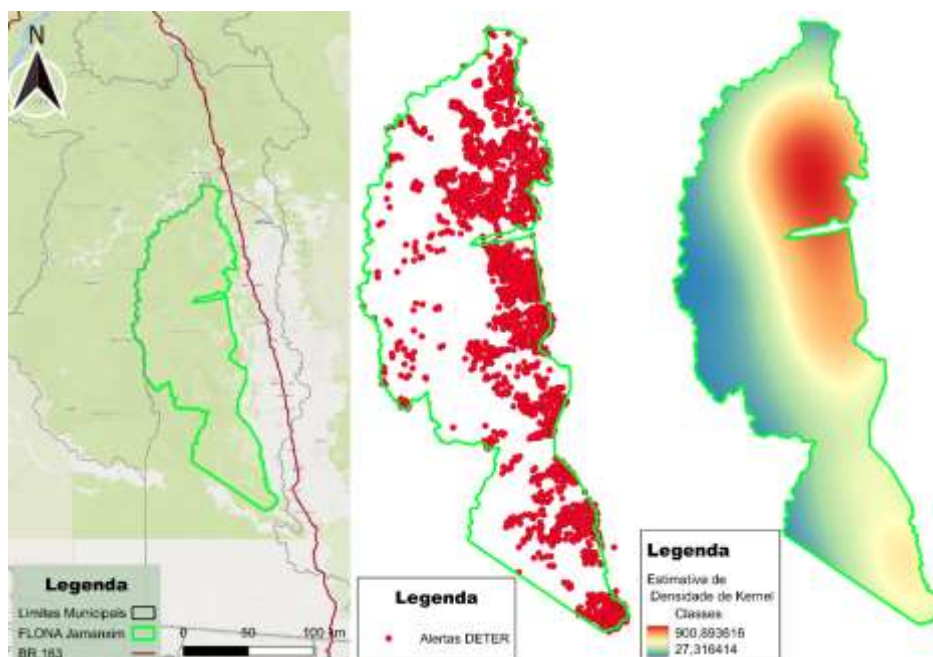 N
Legenda
Limites Municipais
FLONA Jamanxim
BR 163
0 50 100 km
Legenda
Alertas DETER
Legenda
Estimativa de
Densidade de Kernel
Classes
900,893616
27,316414